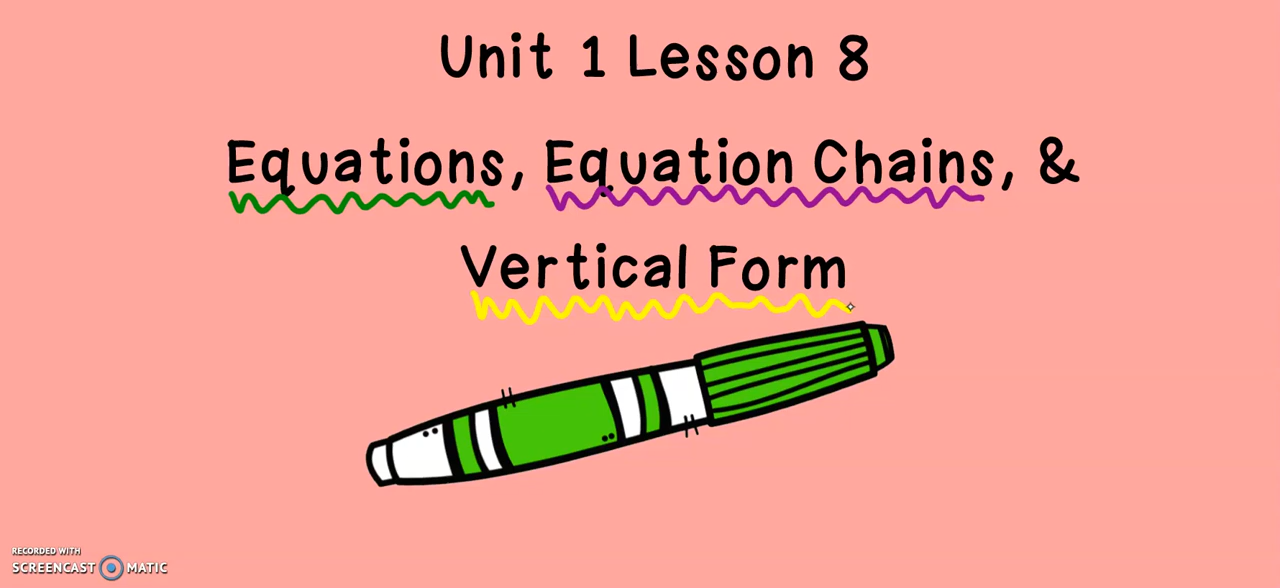 Unit 1 Lesson 8
Equations, Equation Chains, &
Vertical Form
RECORDED WITH
SCREENCAST MATIC